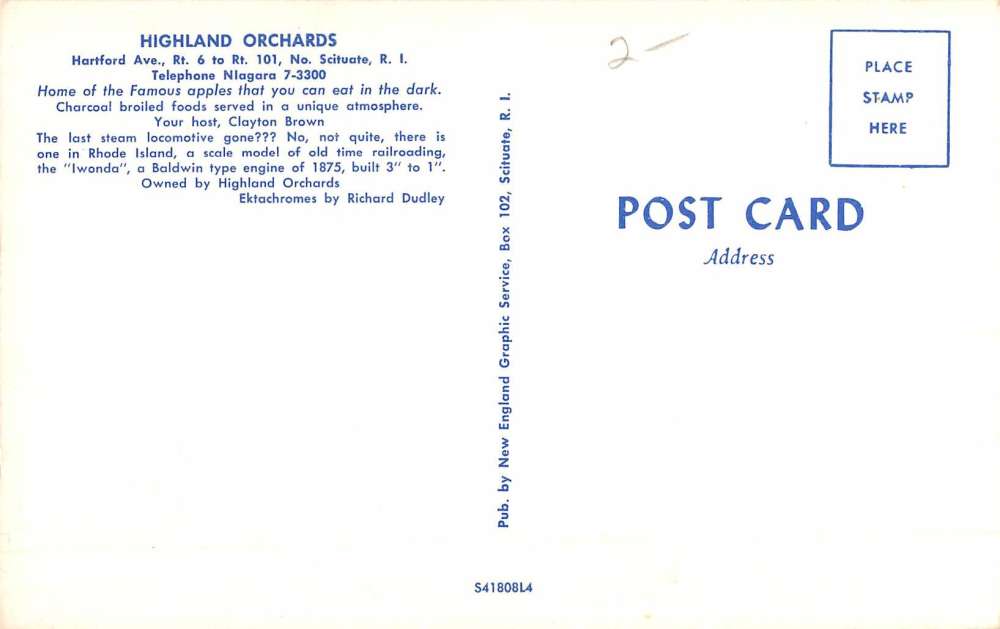 HIGHLAND ORCHARDS
Hartford Ave., Rt. 6 to Rt. 101, No. Scituate, R. I.
Telephone NIagara 7-3300
Home of the Famous apples that you can eat in the dark.
Charcoal broiled foods served in a unique atmosphere.
Your host, Clayton Brown
The last steam locomotive gone??? No, not quite, there is
one in Rhode Island, a scale model of old time railroading,
the "Iwonda", a Baldwin type engine of 1875, built 3" to 1".
Owned by Highland Orchards
Ektachromes by Richard Dudley
Pub. by New England Graphic Service, Box 102, Scituate, R. I.
S41808L4
2-
PLACE
STAMP
HERE
POST CARD
Address